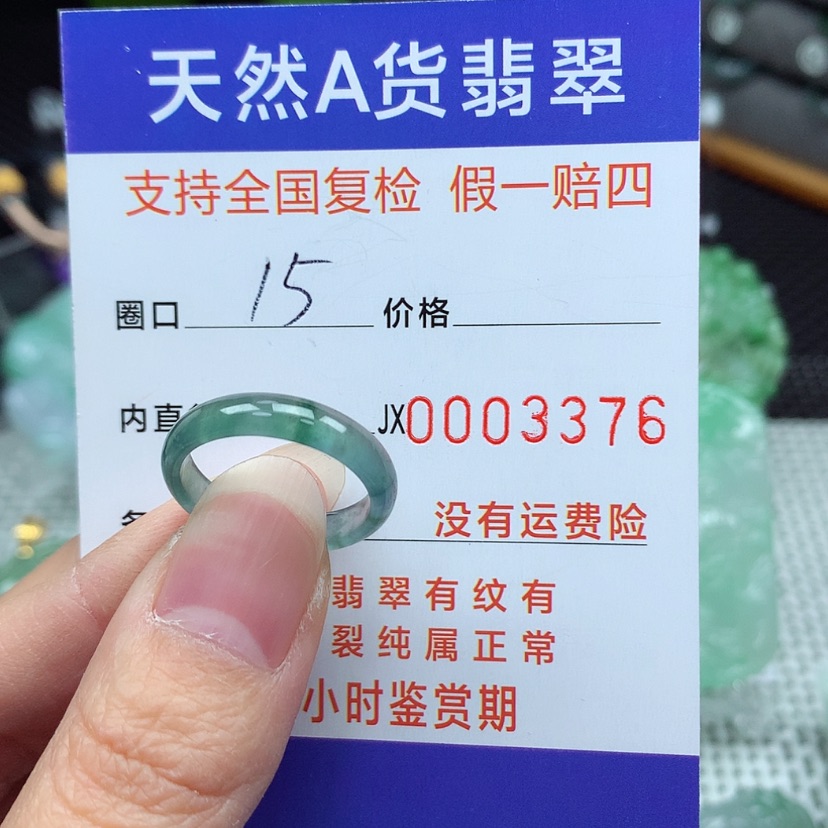 天然A货翡翠
支持全国复检 假一赔四
圈口 15 价格
内直 JX0003376
没有运费险
翡翠有纹有
裂纯属正常
小时鉴赏期